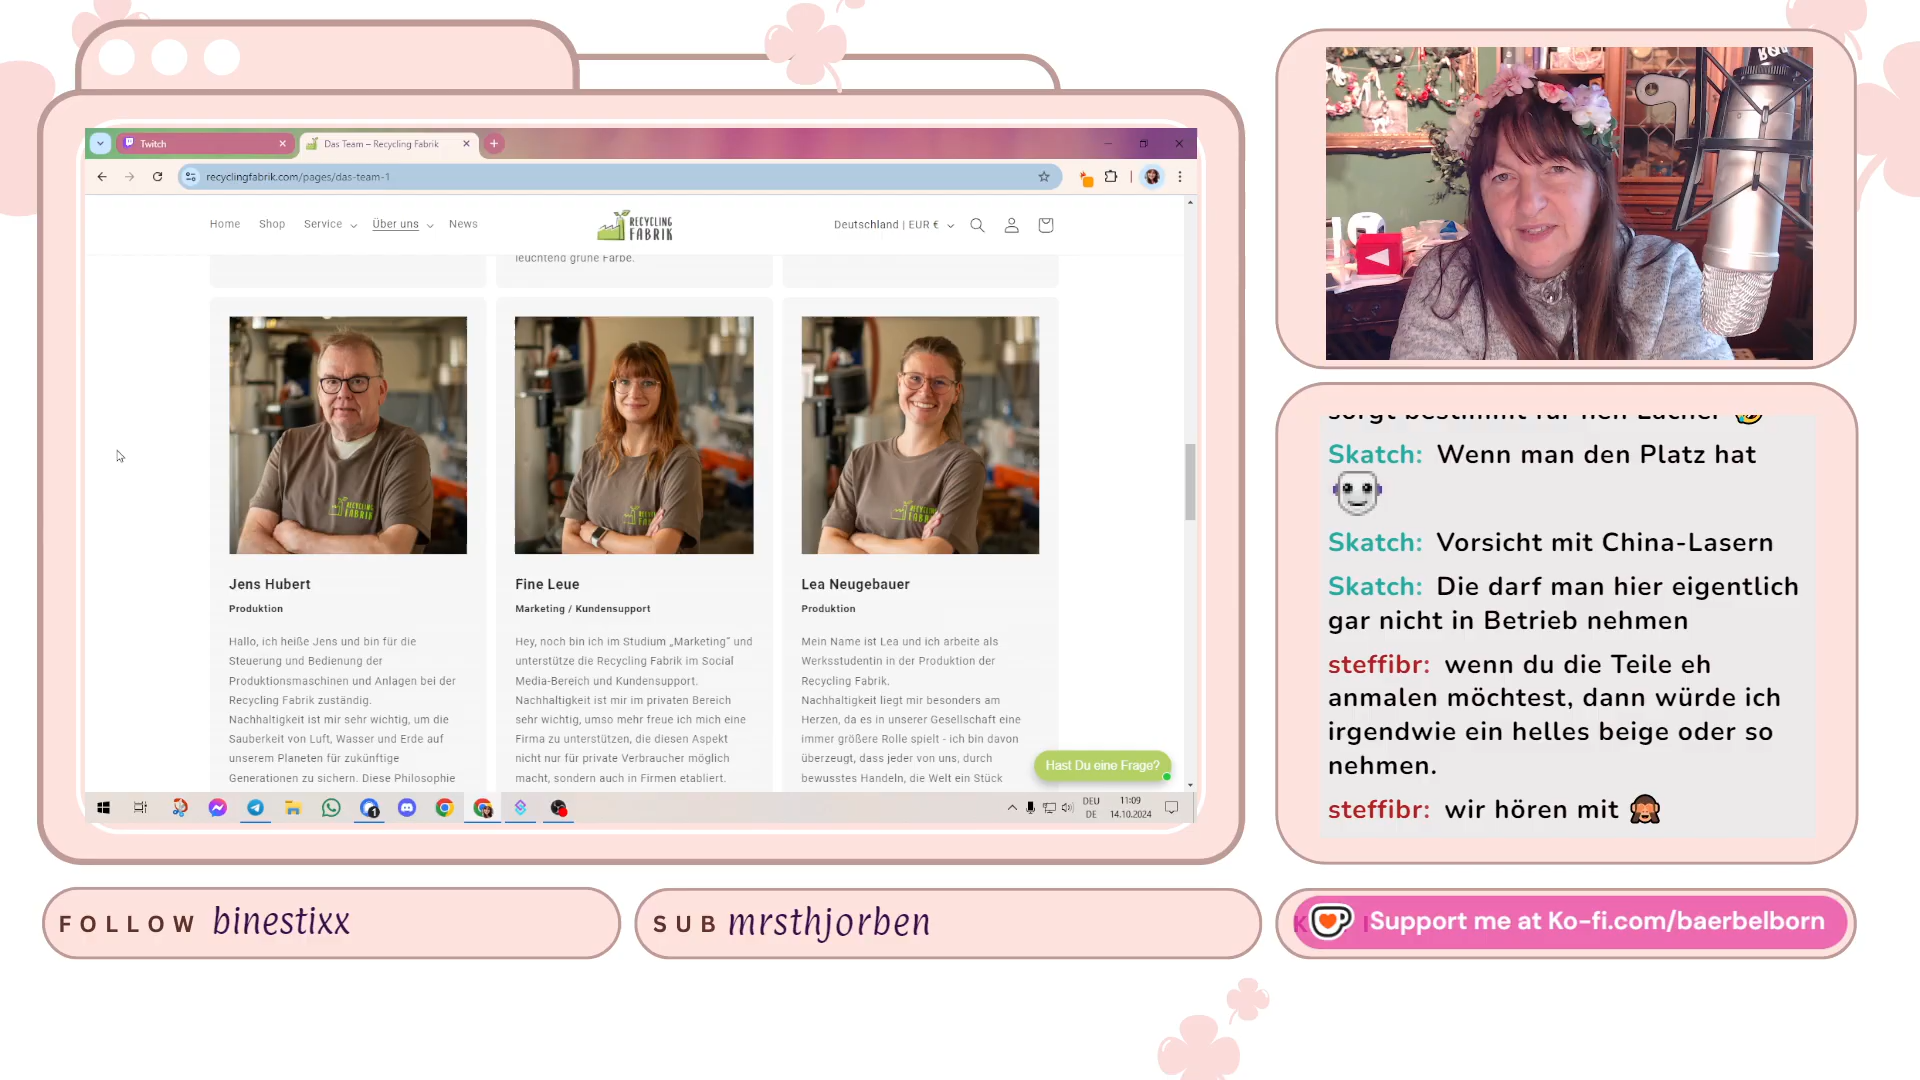 Twitch
Das Team – Recycling Fabrik
recyclingfabrik.com/pages/das-team-1
Home Shop Service Über uns News
RECYCLING FABRIK
Deutschland | EUR €
leuchtend grüne Farbe.
RECYCLING FABRIK
RECYCLING FABRIK
RECYCLING FABRIK
Jens Hubert
Produktion
Hallo, ich heiße Jens und bin für die
Steuerung und Bedienung der
Produktionsmaschinen und Anlagen bei der
Recycling Fabrik zuständig.
Nachhaltigkeit ist mir sehr wichtig, um die
Sauberkeit von Luft, Wasser und Erde auf
unserem Planeten für zukünftige
Generationen zu sichern. Diese Philosophie
Fine Leue
Marketing / Kundensupport
Hey, noch bin ich im Studium „Marketing" und
unterstütze die Recycling Fabrik im Social
Media-Bereich und Kundensupport.
Nachhaltigkeit ist mir im privaten Bereich
sehr wichtig, umso mehr freue ich mich eine
Firma zu unterstützen, die diesen Aspekt
nicht nur für private Verbraucher möglich
macht, sondern auch in Firmen etabliert.
Lea Neugebauer
Produktion
Mein Name ist Lea und ich arbeite als
Werksstudentin in der Produktion der
Recycling Fabrik.
Nachhaltigkeit liegt mir besonders am
Herzen, da es in unserer Gesellschaft eine
immer größere Rolle spielt - ich bin davon
überzeugt, dass jeder von uns, durch
bewusstes Handeln, die Welt ein Stück
Hast Du eine Frage?
DEU
DE
11:09
14.10.2024
sorgt bestimmt für nen Lacher
Skatch: Wenn man den Platz hat
Skatch: Vorsicht mit China-Lasern
Skatch: Die darf man hier eigentlich
gar nicht in Betrieb nehmen
steffibr: wenn du die Teile eh
anmalen möchtest, dann würde ich
irgendwie ein helles beige oder so
nehmen.
steffibr: wir hören mit
FOLLOW binestixx
SUB mrsthjorben
Support me at Ko-fi.com/baerbelborn